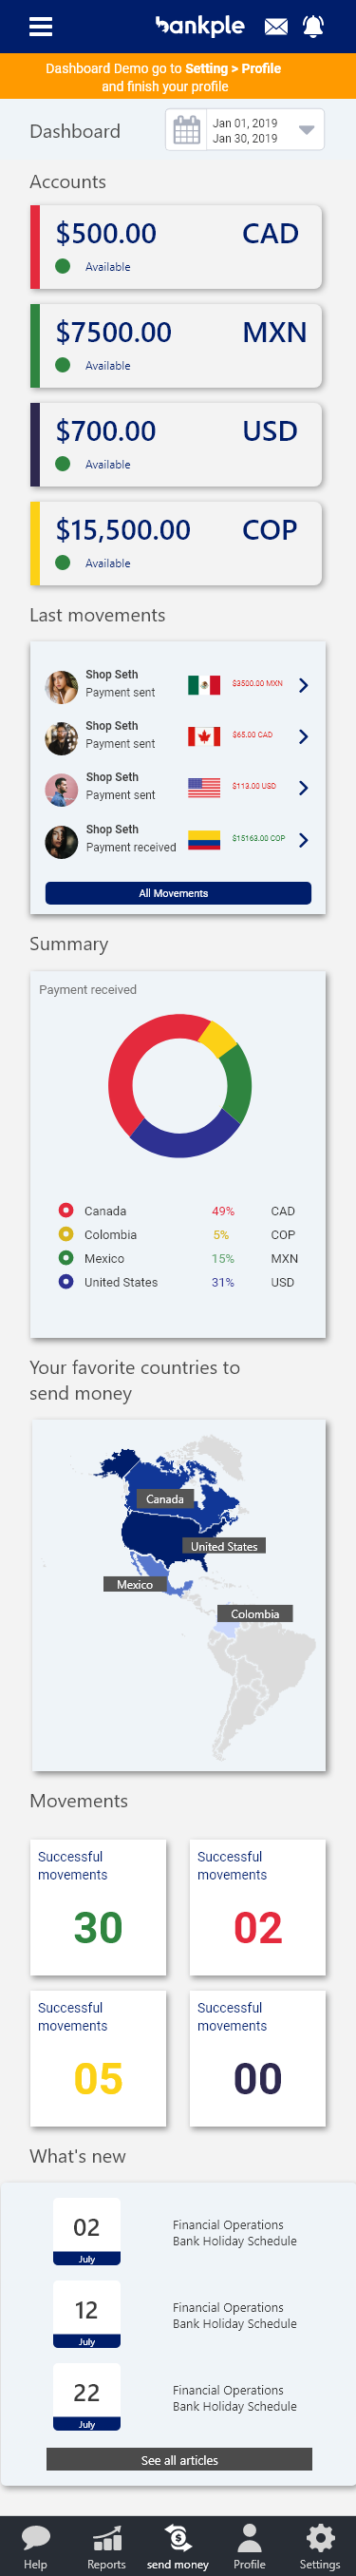 bankple
Dashboard Demo go to Setting > Profile
and finish your profile
Dashboard
Jan 01, 2019
Jan 30, 2019
Accounts
$500.00 CAD
Available
$7500.00 MXN
Available
$700.00 USD
Available
$15,500.00 COP
Available
Last movements
Shop Seth
Payment sent
$3500.00 MXN
Shop Seth
Payment sent
$65.00 CAD
Shop Seth
Payment sent
$113.00 USD
Shop Seth
Payment received
$15163.00 COP
All Movements
Summary
Payment received
Canada 49% CAD
Colombia 5% COP
Mexico 15% MXN
United States 31% USD
Your favorite countries to
send money
Canada
United States
Mexico
Colombia
Movements
Successful
movements
30
Successful
movements
02
Successful
movements
05
Successful
movements
00
What's new
02
July
Financial Operations
Bank Holiday Schedule
12
July
Financial Operations
Bank Holiday Schedule
22
July
Financial Operations
Bank Holiday Schedule
See all articles
Help Reports send money Profile Settings